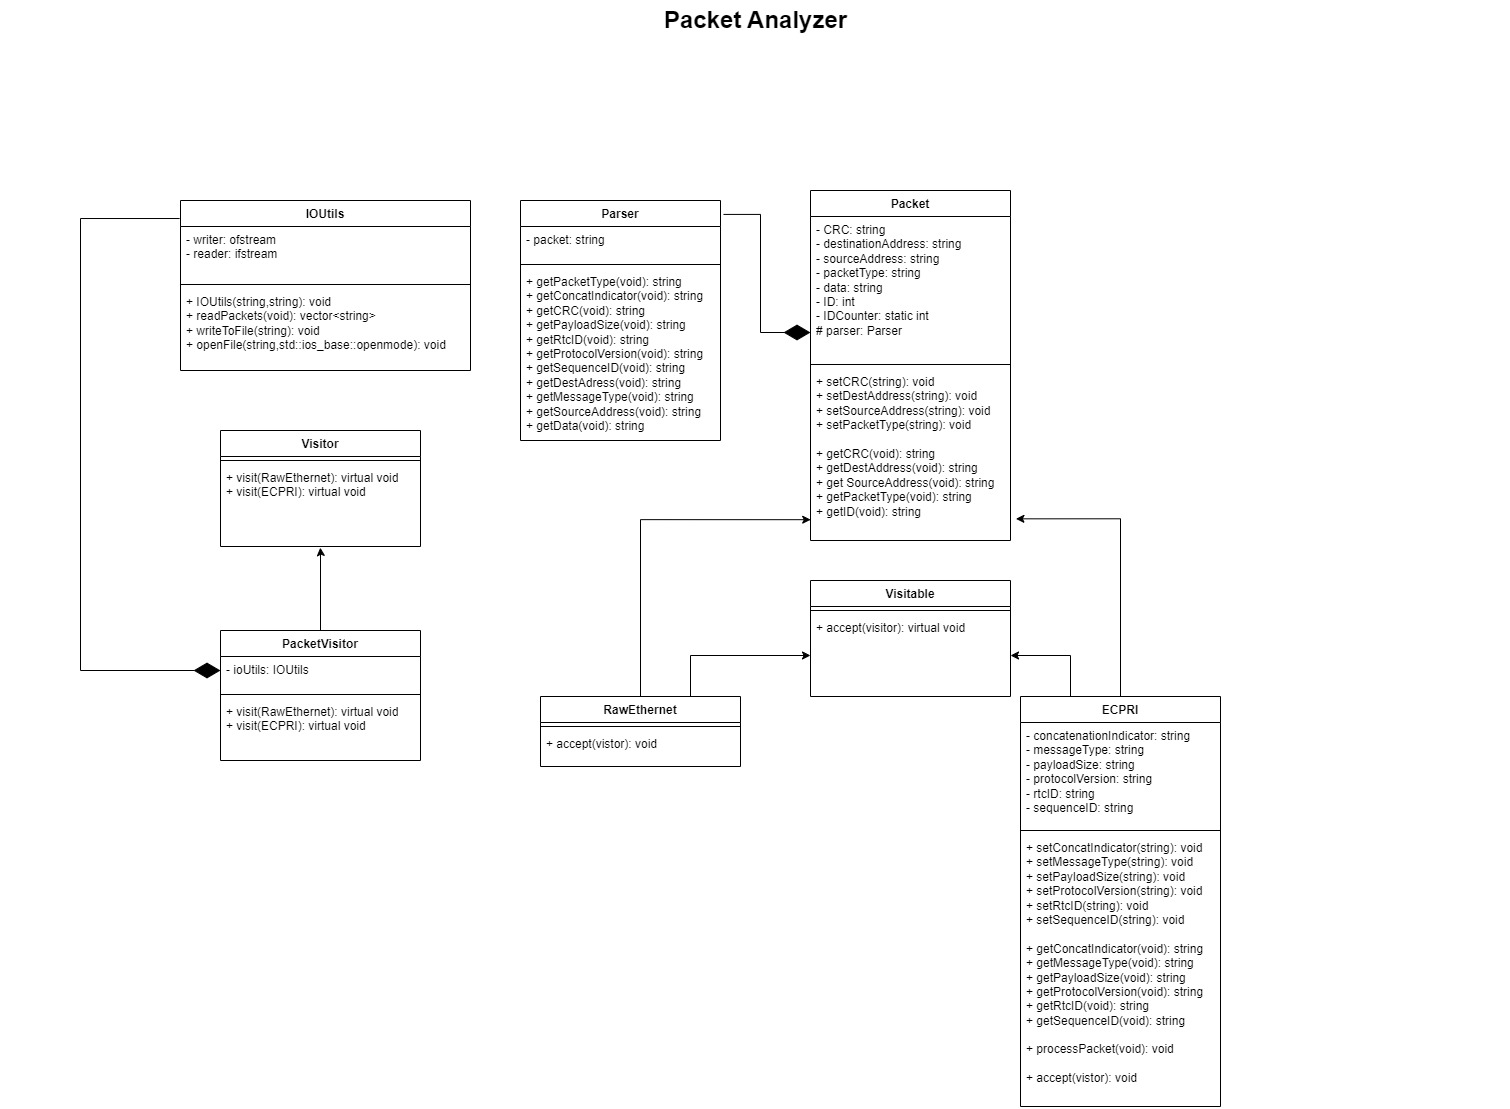 Packet Analyzer
IOUtils
- writer: ofstream
- reader: ifstream
+ IOUtils(string,string): void
+ readPackets(void): vector<string>
+ writeToFile(string): void
+ openFile(string,std::ios_base::openmode): void
Parser
- packet: string
+ getPacketType(void): string
+ getConcatIndicator(void): string
+ getCRC(void): string
+ getPayloadSize(void): string
+ getRtcID(void): string
+ getProtocolVersion(void): string
+ getSequenceID(void): string
+ getDestAdress(void): string
+ getMessageType(void): string
+ getSourceAddress(void): string
+ getData(void): string
Packet
- CRC: string
- destinationAddress: string
- sourceAddress: string
- packetType: string
- data: string
- ID: int
- IDCounter: static int
# parser: Parser
+ setCRC(string): void
+ setDestAddress(string): void
+ setSourceAddress(string): void
+ setPacketType(string): void
+ getCRC(void): string
+ getDestAddress(void): string
+ get SourceAddress(void): string
+ getPacketType(void): string
+ getID(void): string
Visitor
+ visit(RawEthernet): virtual void
+ visit(ECPRI): virtual void
PacketVisitor
- ioUtils: IOUtils
+ visit(RawEthernet): virtual void
+ visit(ECPRI): virtual void
Visitable
+ accept(visitor): virtual void
RawEthernet
+ accept(vistor): void
ECPRI
- concatenationIndicator: string
- messageType: string
- payloadSize: string
- protocolVersion: string
- rtcID: string
- sequenceID: string
+ setConcatIndicator(string): void
+ setMessageType(string): void
+ setPayloadSize(string): void
+ setProtocolVersion(string): void
+ setRtcID(string): void
+ setSequenceID(string): void
+ getConcatIndicator(void): string
+ getMessageType(void): string
+ getPayloadSize(void): string
+ getProtocolVersion(void): string
+ getRtcID(void): string
+ getSequenceID(void): string
+ processPacket(void): void
+ accept(vistor): void